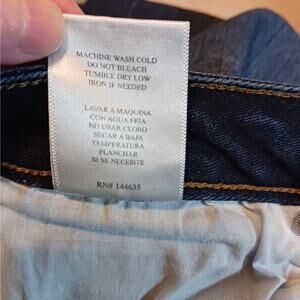 MACHINE WASH COLD
DO NOT BLEACH
TUMBLE DRY LOW
IRON IF NEEDED
LAVAR A MAQUINA
CON AGUA FRIA
NO USAR CLORO
SECAR A BAJA
TEMPERATURA
PLANCHAR
SI SE NECESITE
RN# 144635